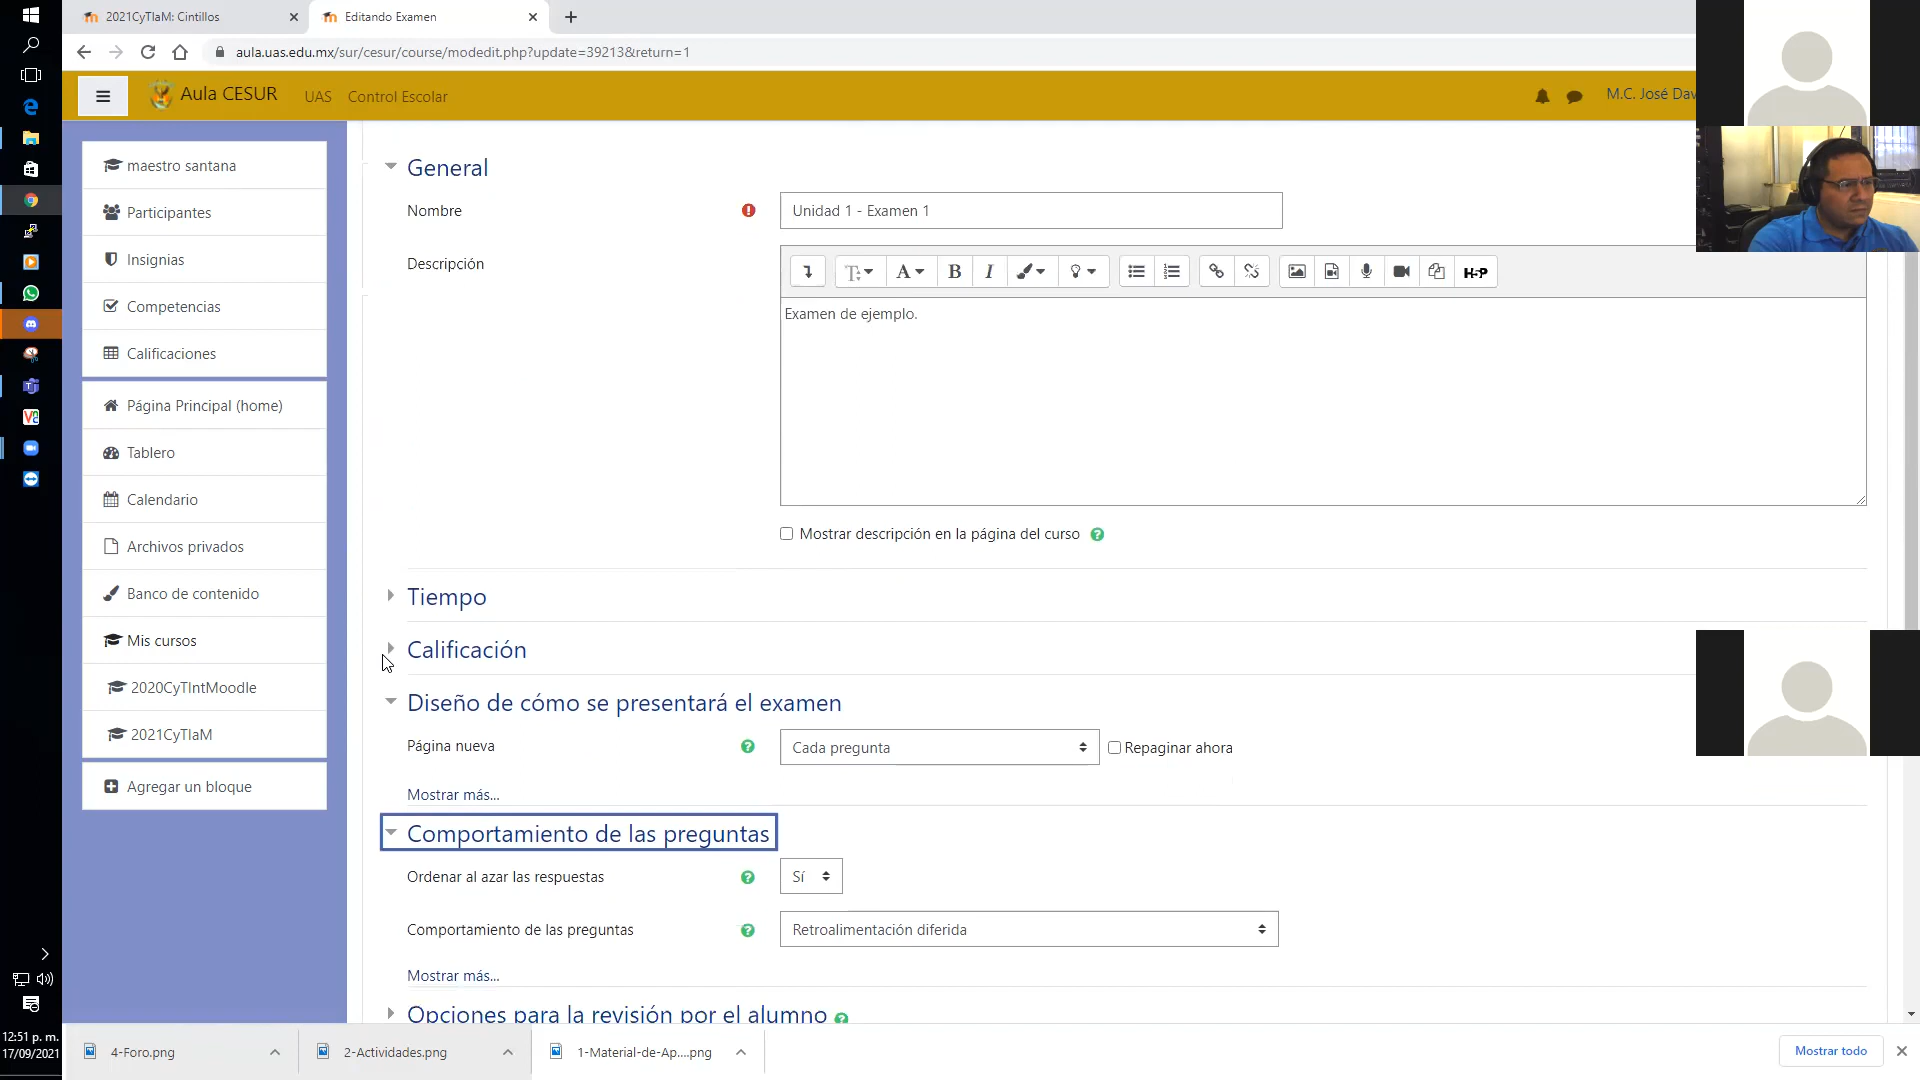 2021CyTIaM: Cintillos
Editando Examen
aula.uas.edu.mx/sur/cesur/course/modedit.php?update=39213&return=1
Aula CESUR
UAS
Control Escolar
M.C. José Dav
maestro santana
Participantes
Insignias
Competencias
Calificaciones
Página Principal (home)
Tablero
Calendario
Archivos privados
Banco de contenido
Mis cursos
2020CyTIntMoodle
2021CyTIaM
Agregar un bloque
General
Nombre
Unidad 1 - Examen 1
Descripción
H5P
Examen de ejemplo.
Mostrar descripción en la página del curso
Tiempo
Calificación
Diseño de cómo se presentará el examen
Página nueva
Cada pregunta
Repaginar ahora
Mostrar más...
Comportamiento de las preguntas
Ordenar al azar las respuestas
Sí
Comportamiento de las preguntas
Retroalimentación diferida
Mostrar más...
Opciones para la revisión por el alumno
12:51 p. m.
17/09/2021
4-Foro.png
2-Actividades.png
1-Material-de-Ap....png
Mostrar todo